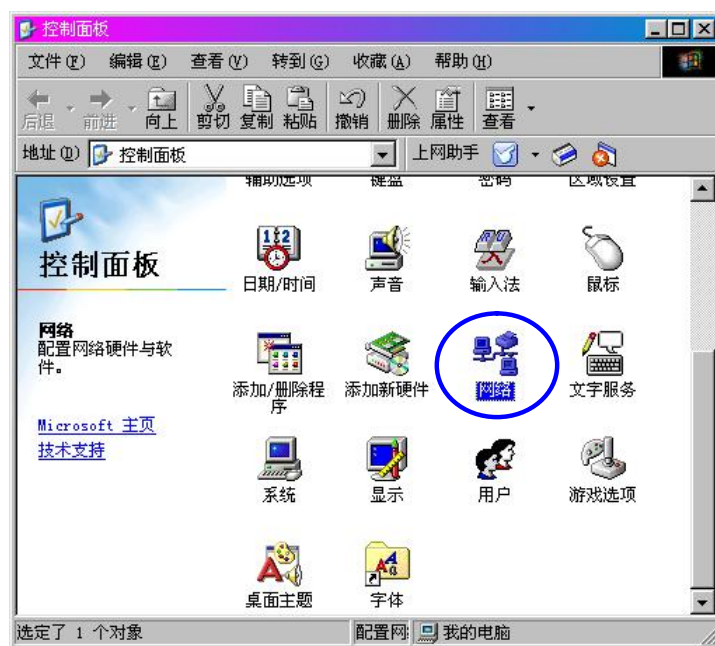 控制面板
文件(F) 编辑(E) 查看(V) 转到(G) 收藏(A) 帮助(H)
后退 前进 向上 剪切 复制 粘贴 撤销 删除 属性 查看
地址(D) 控制面板 上网助手
辅助选项 键盘 密码 区域设置
控制面板
日期/时间 声音 输入法 鼠标
网络
配置网络硬件与软
件。
添加/删除程
序
添加新硬件 网络 文字服务
Microsoft 主页
技术支持
系统 显示 用户 游戏选项
桌面主题 字体
选定了 1 个对象 配置网 我的电脑